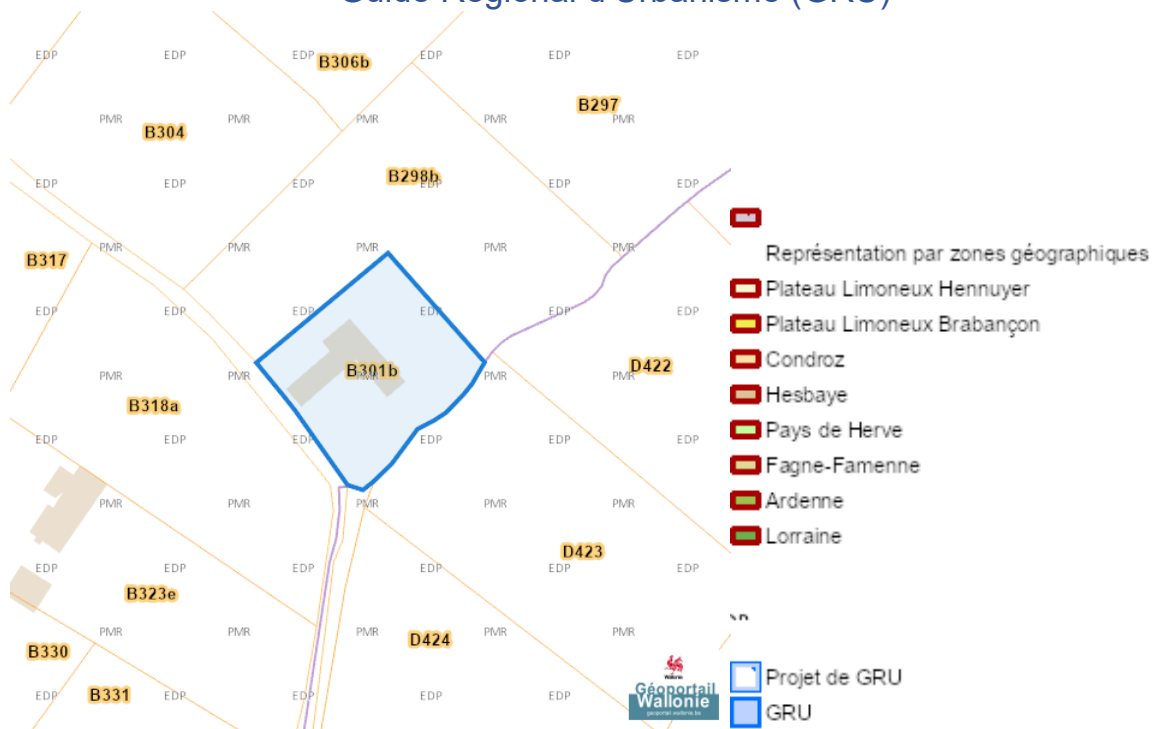 Guide Régional d'Urbanisme (GRU)
EDP EDP EDP B306b EDP EDP EDP
B297
PMR B304 PMR PMR PMR PMR
EDP EDP EDP B298b EDP EDP EDP
B317 PMR PMR PMR PMR PMR
EDP EDP EDP EDP EDP
PMR PMR B301b PMR PMR PMR D422
B318a
EDP EDP EDP EDP EDP EDP
PMR PMR PMR PMR PMR
D423
EDP EDP EDP EDP EDP EDP
B323e
PMR PMR PMR D424 PMR PMR
B330
EDP B331 EDP EDP EDP EDP
Wallonie
Géoportail
Wallonie
geoportail.wallonie.be
Représentation par zones géographiques
Plateau Limoneux Hennuyer
Plateau Limoneux Brabançon
Condroz
Hesbaye
Pays de Herve
Fagne-Famenne
Ardenne
Lorraine
Projet de GRU
GRU